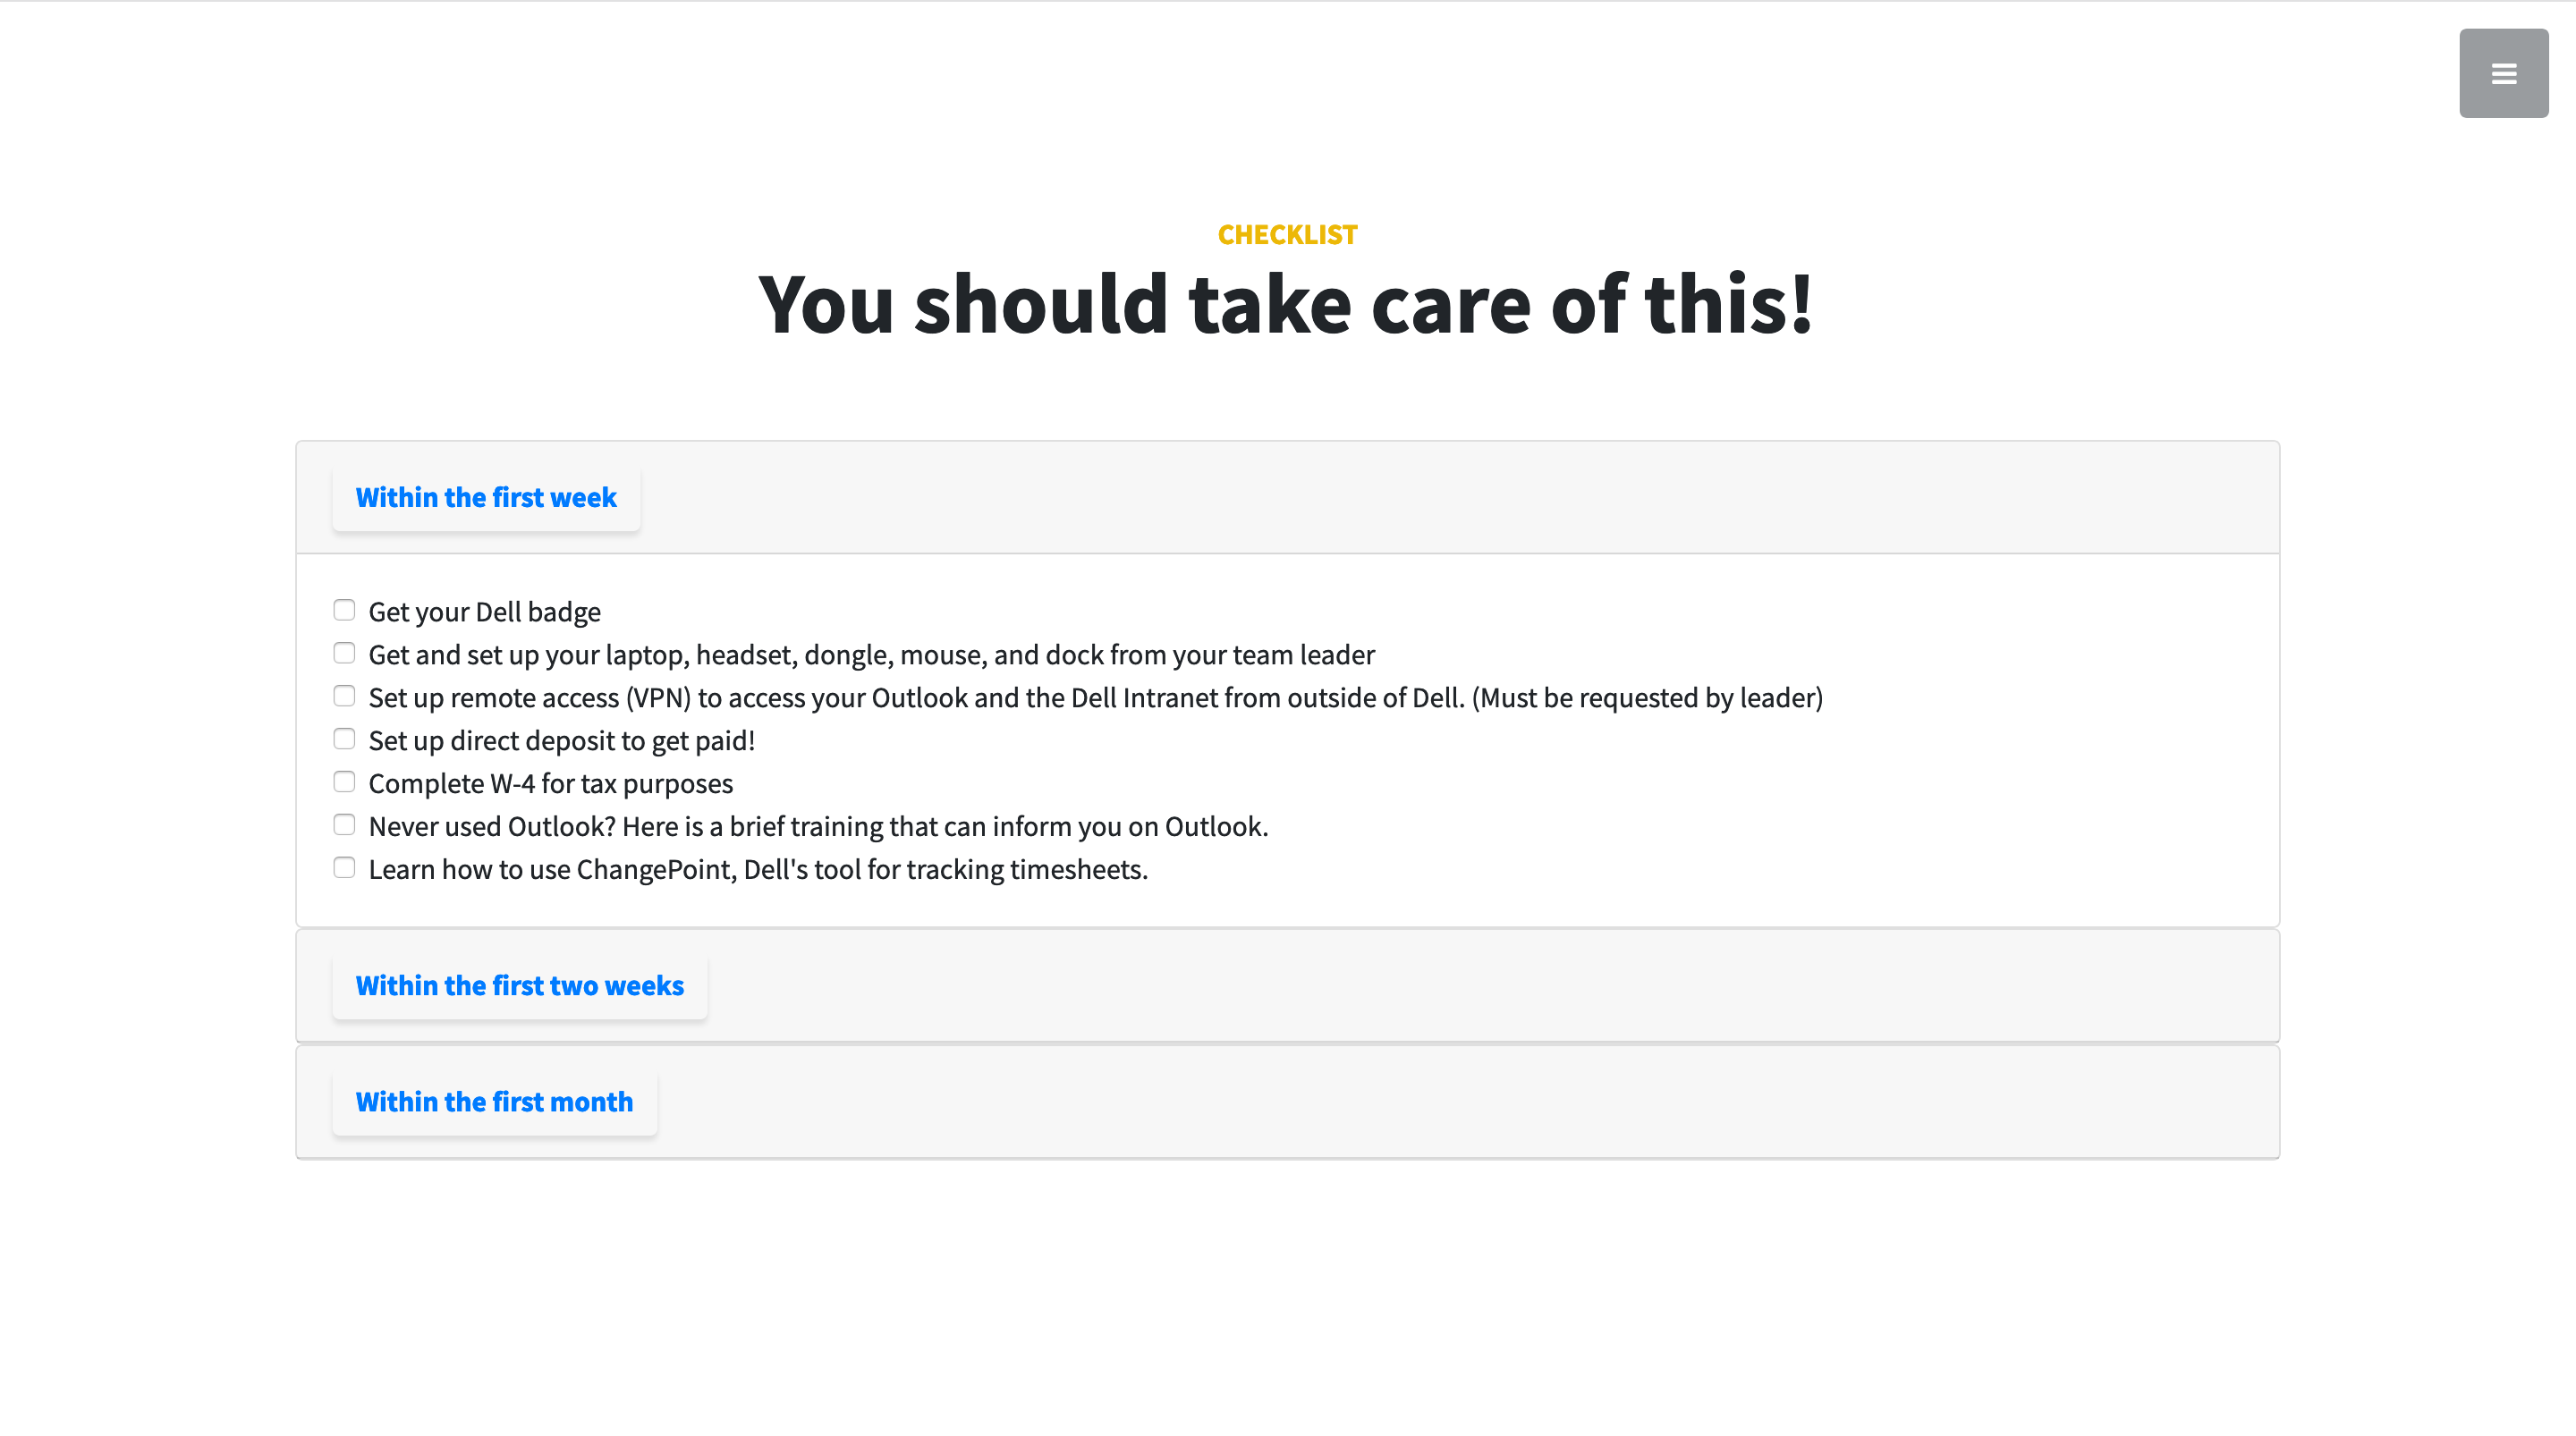 CHECKLIST
You should take care of this!
Within the first week
Get your Dell badge
Get and set up your laptop, headset, dongle, mouse, and dock from your team leader
Set up remote access (VPN) to access your Outlook and the Dell Intranet from outside of Dell. (Must be requested by leader)
Set up direct deposit to get paid!
Complete W-4 for tax purposes
Never used Outlook? Here is a brief training that can inform you on Outlook.
Learn how to use ChangePoint, Dell's tool for tracking timesheets.
Within the first two weeks
Within the first month